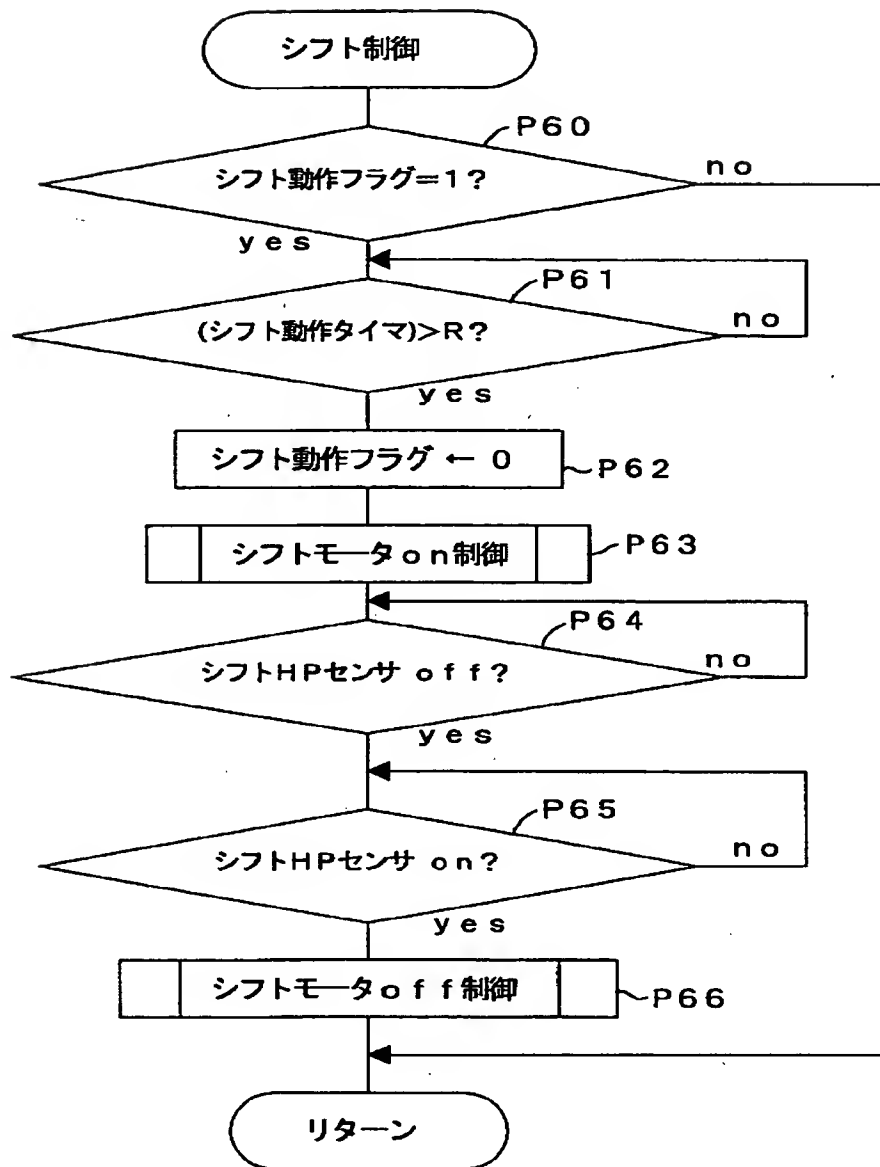 シフト制御
P60
シフト動作フラグ=1?
no
yes
P61
(シフト動作タイマ)>R?
no
yes
シフト動作フラグ ← 0
P62
シフトモータon制御
P63
P64
シフトHPセンサ off?
no
yes
P65
シフトHPセンサ on?
no
yes
シフトモータoff制御
P66
リターン